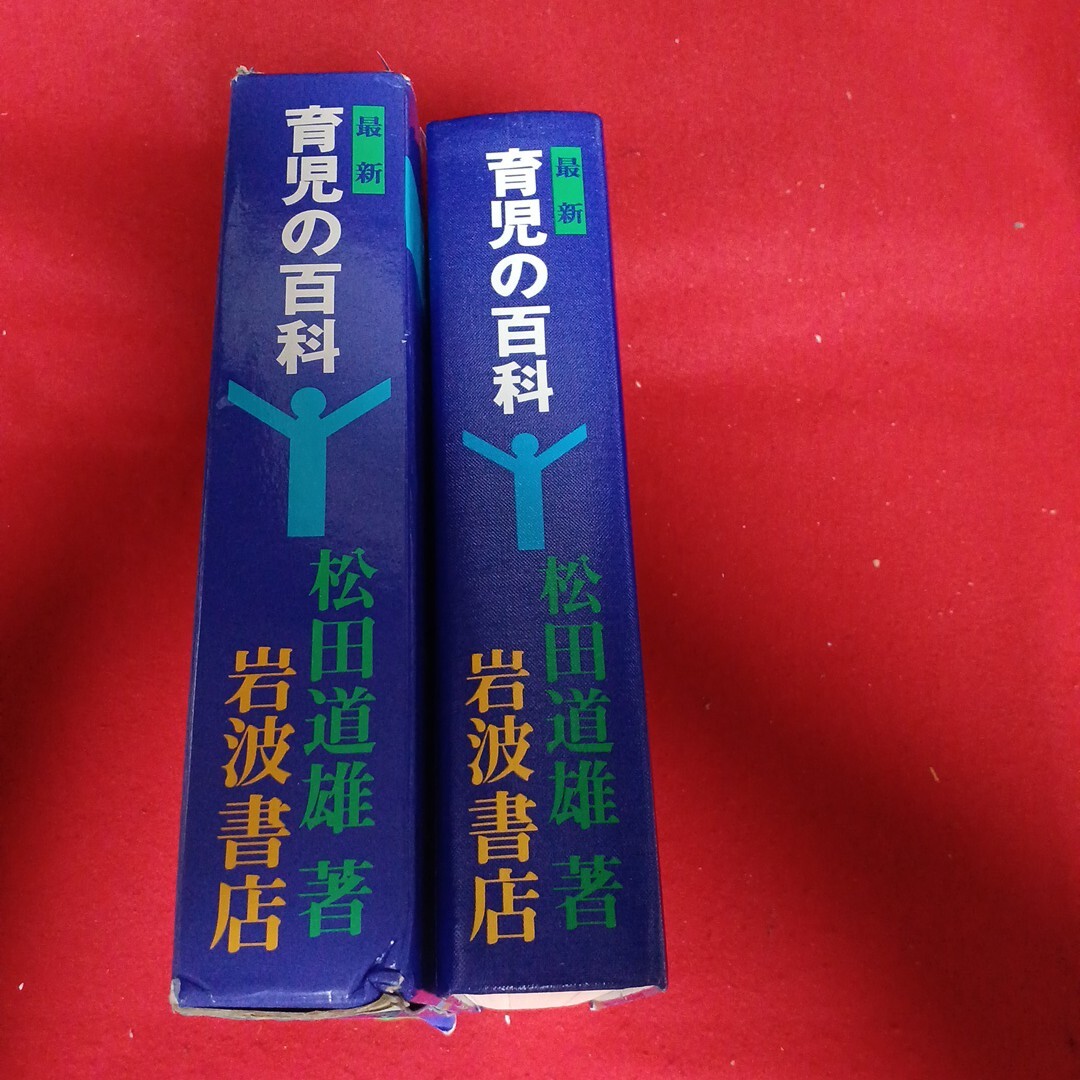 最新
育児の百科
松田道雄 著
岩波書店
最新
育児の百科
松田道雄 著
岩波書店